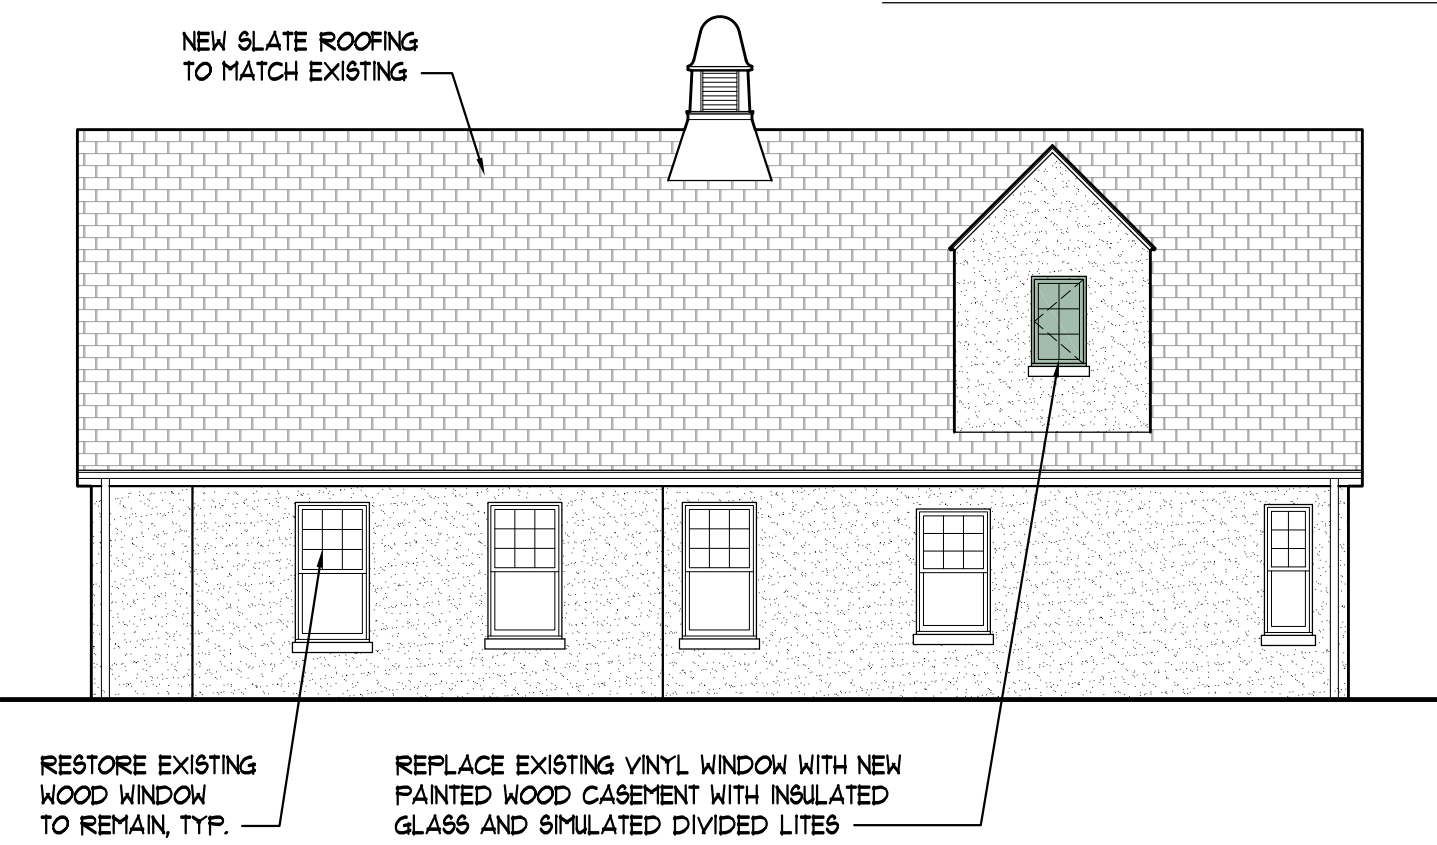 NEW SLATE ROOFING
TO MATCH EXISTING
RESTORE EXISTING
WOOD WINDOW
TO REMAIN, TYP.
REPLACE EXISTING VINYL WINDOW WITH NEW
PAINTED WOOD CASEMENT WITH INSULATED
GLASS AND SIMULATED DIVIDED LITES